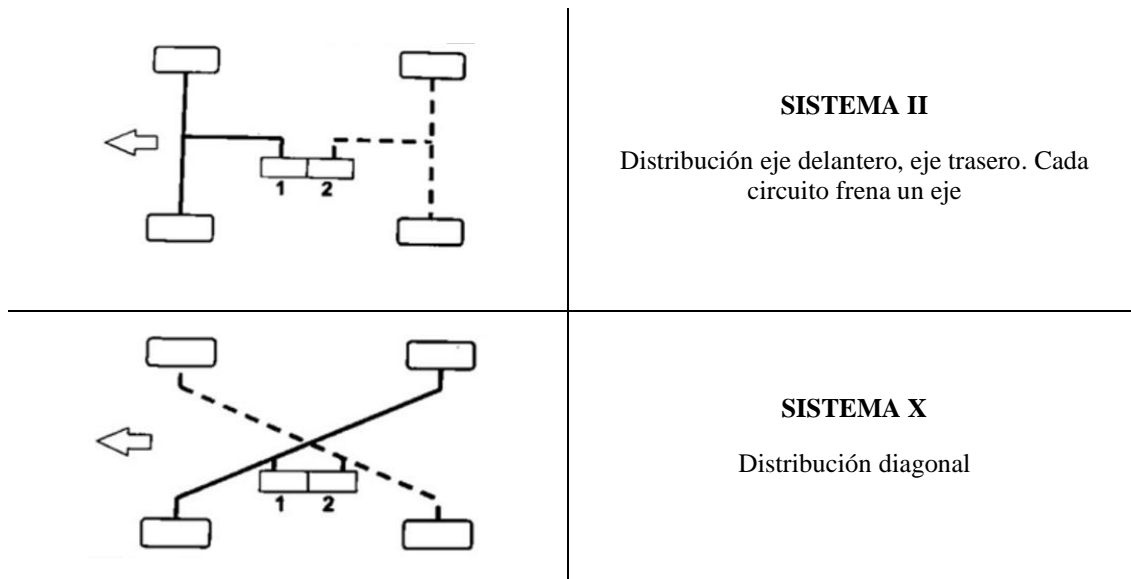 SISTEMA II
Distribución eje delantero, eje trasero. Cada
circuito frena un eje
1 2
SISTEMA X
Distribución diagonal
1 2